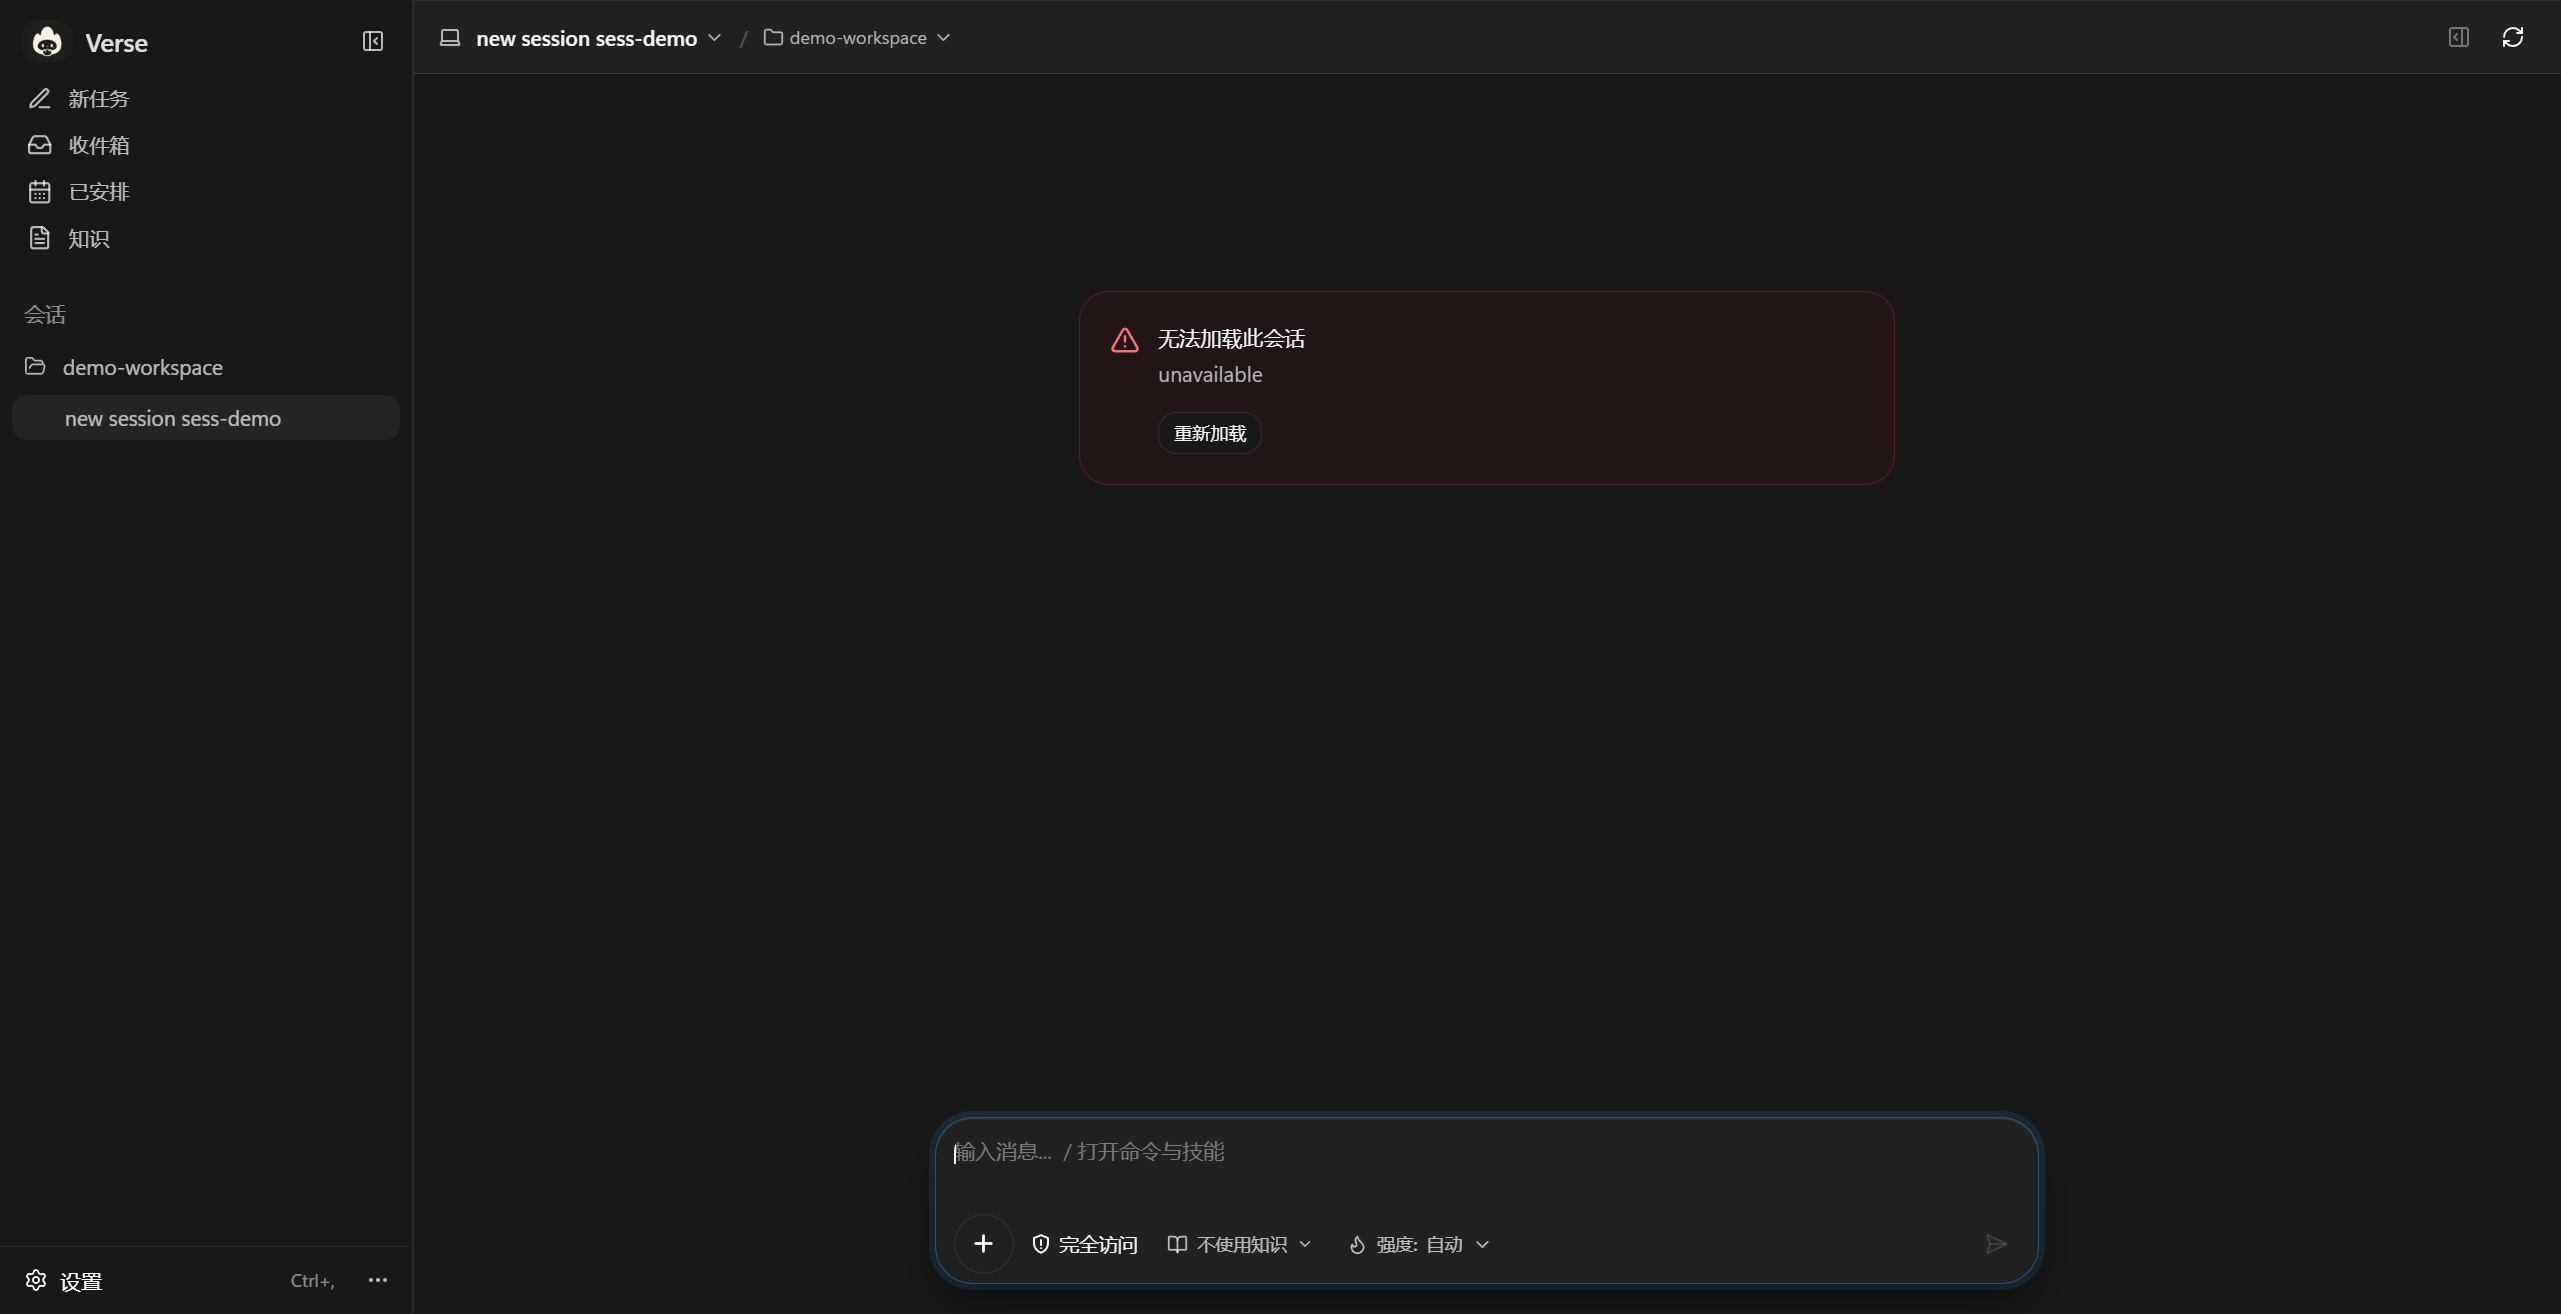 Verse
新任务
收件箱
已安排
知识
会话
demo-workspace
new session sess-demo
设置 Ctrl+,
new session sess-demo / demo-workspace
无法加载此会话
unavailable
重新加载
输入消息... / 打开命令与技能
完全访问 不使用知识 强度: 自动